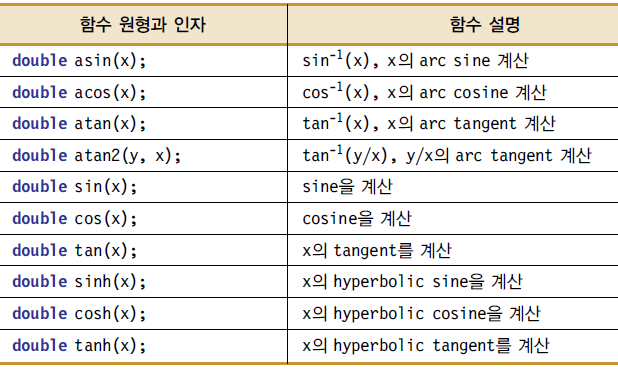 함수 원형과 인자 함수 설명
double asin(x); sin⁻¹(x), x의 arc sine 계산
double acos(x); cos⁻¹(x), x의 arc cosine 계산
double atan(x); tan⁻¹(x), x의 arc tangent 계산
double atan2(y, x); tan⁻¹(y/x), y/x의 arc tangent 계산
double sin(x); sine을 계산
double cos(x); cosine을 계산
double tan(x); x의 tangent를 계산
double sinh(x); x의 hyperbolic sine을 계산
double cosh(x); x의 hyperbolic cosine을 계산
double tanh(x); x의 hyperbolic tangent를 계산